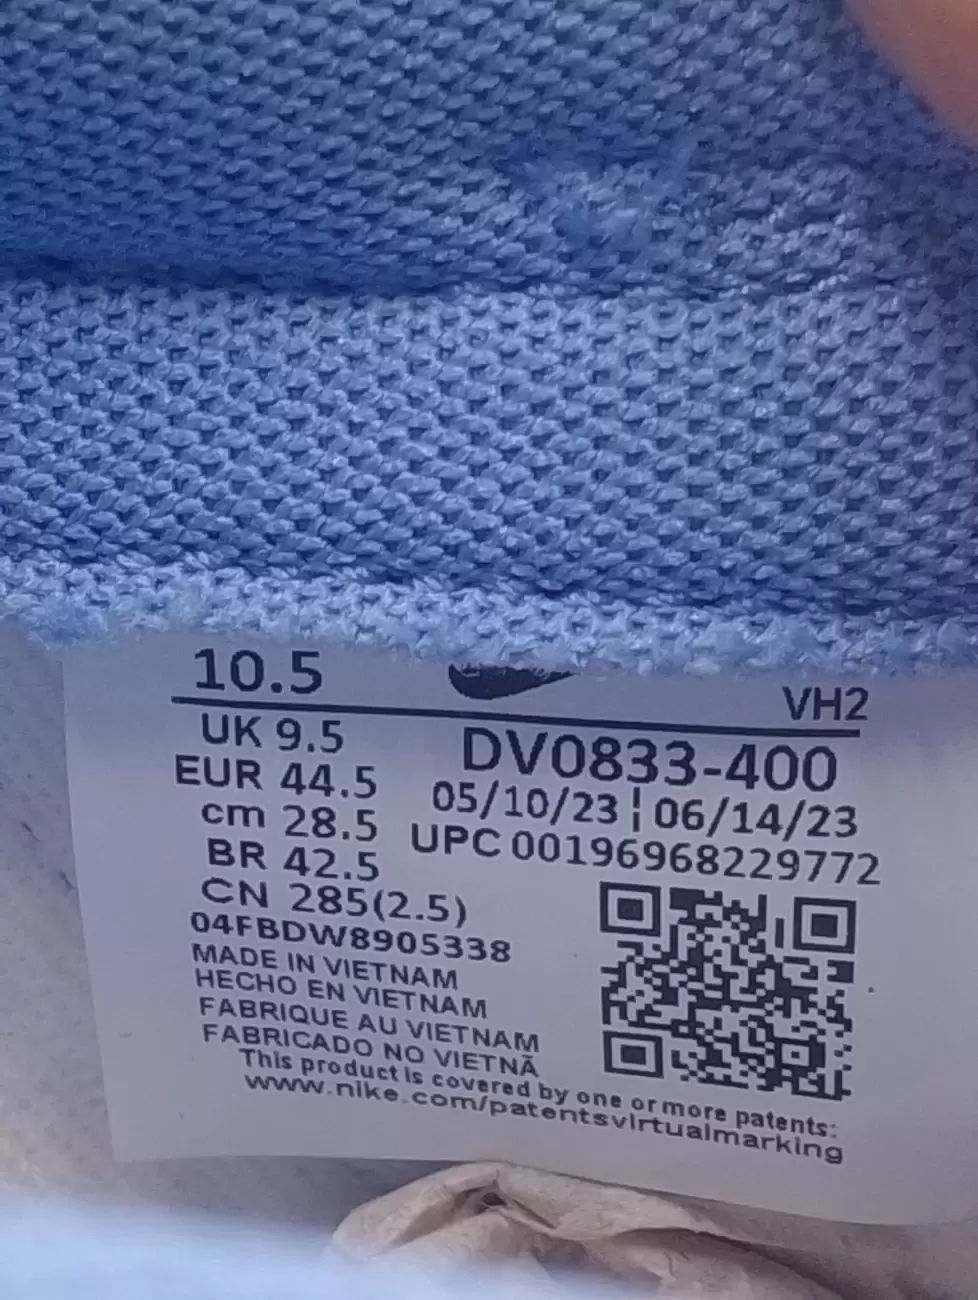 10.5
VH2
UK 9.5
DV0833-400
EUR 44.5
05/10/23 ¦ 06/14/23
cm 28.5
UPC 00196968229772
BR 42.5
CN 285(2.5)
04FBDW8905338
MADE IN VIETNAM
HECHO EN VIETNAM
FABRIQUE AU VIETNAM
FABRICADO NO VIETNÃ
This product is covered by one or more patents:
www.nike.com/patentsvirtualmarking